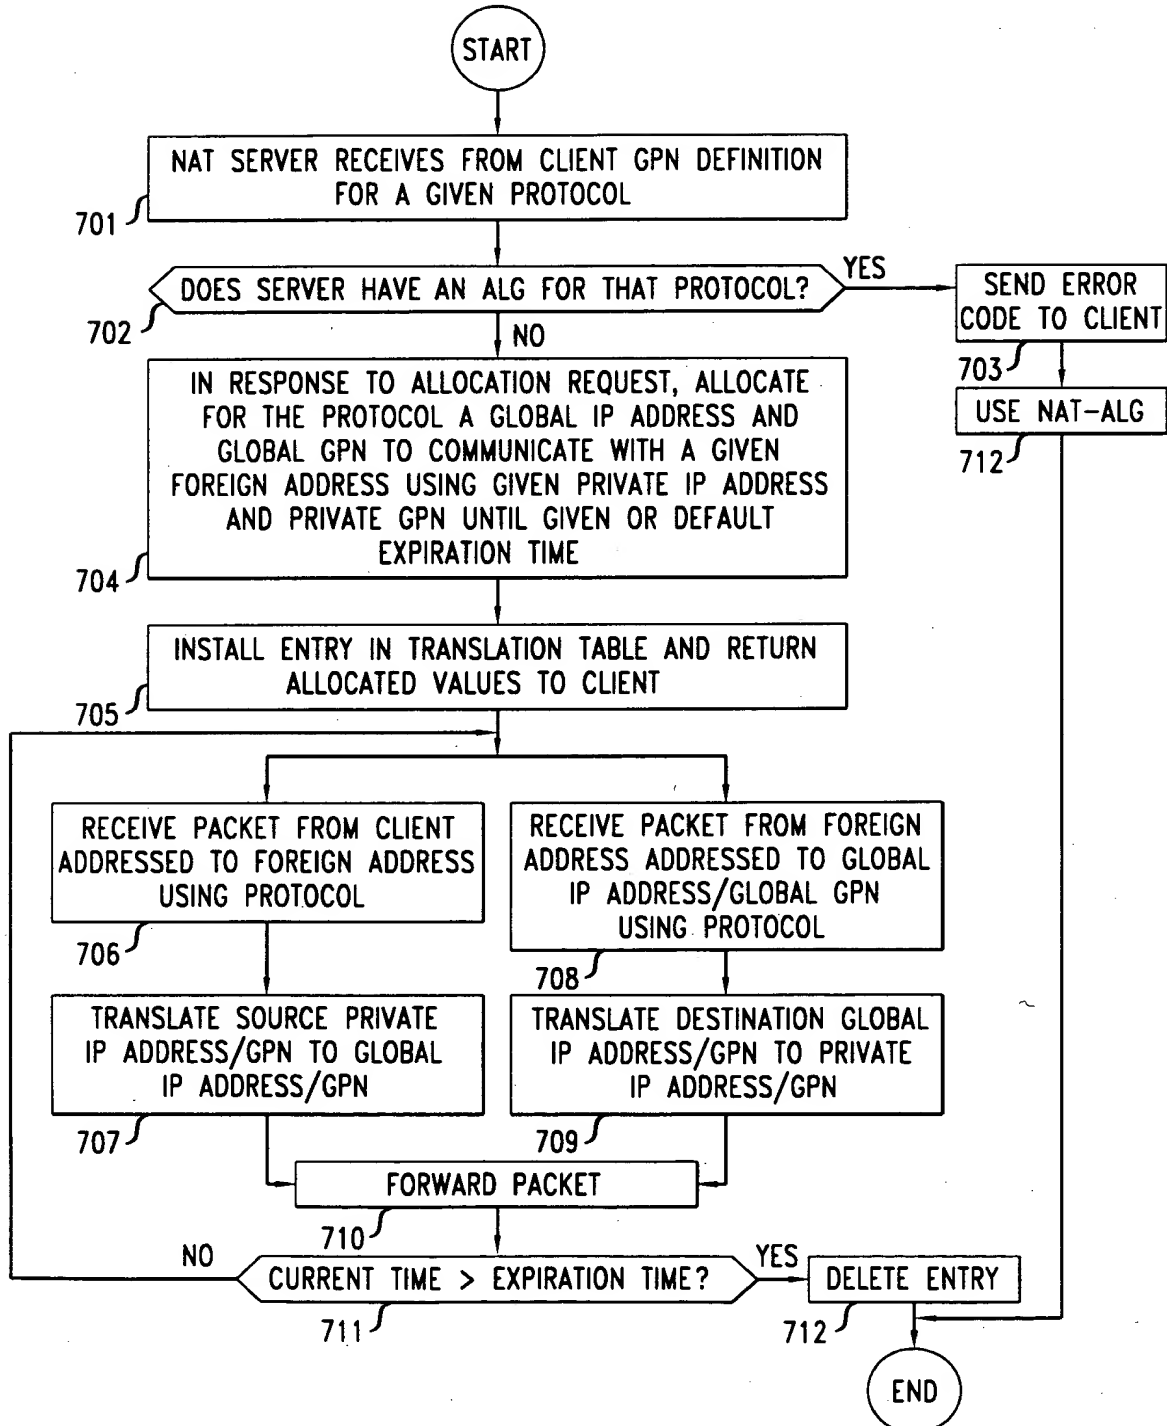 START
NAT SERVER RECEIVES FROM CLIENT GPN DEFINITION
FOR A GIVEN PROTOCOL
701
DOES SERVER HAVE AN ALG FOR THAT PROTOCOL?
702
YES
NO
SEND ERROR
CODE TO CLIENT
703
USE NAT-ALG
712
IN RESPONSE TO ALLOCATION REQUEST, ALLOCATE
FOR THE PROTOCOL A GLOBAL IP ADDRESS AND
GLOBAL GPN TO COMMUNICATE WITH A GIVEN
FOREIGN ADDRESS USING GIVEN PRIVATE IP ADDRESS
AND PRIVATE GPN UNTIL GIVEN OR DEFAULT
EXPIRATION TIME
704
INSTALL ENTRY IN TRANSLATION TABLE AND RETURN
ALLOCATED VALUES TO CLIENT
705
RECEIVE PACKET FROM CLIENT
ADDRESSED TO FOREIGN ADDRESS
USING PROTOCOL
706
RECEIVE PACKET FROM FOREIGN
ADDRESS ADDRESSED TO GLOBAL
IP ADDRESS/GLOBAL GPN
USING PROTOCOL
708
TRANSLATE SOURCE PRIVATE
IP ADDRESS/GPN TO GLOBAL
IP ADDRESS/GPN
707
TRANSLATE DESTINATION GLOBAL
IP ADDRESS/GPN TO PRIVATE
IP ADDRESS/GPN
709
FORWARD PACKET
710
NO
CURRENT TIME > EXPIRATION TIME?
711
YES
DELETE ENTRY
712
END